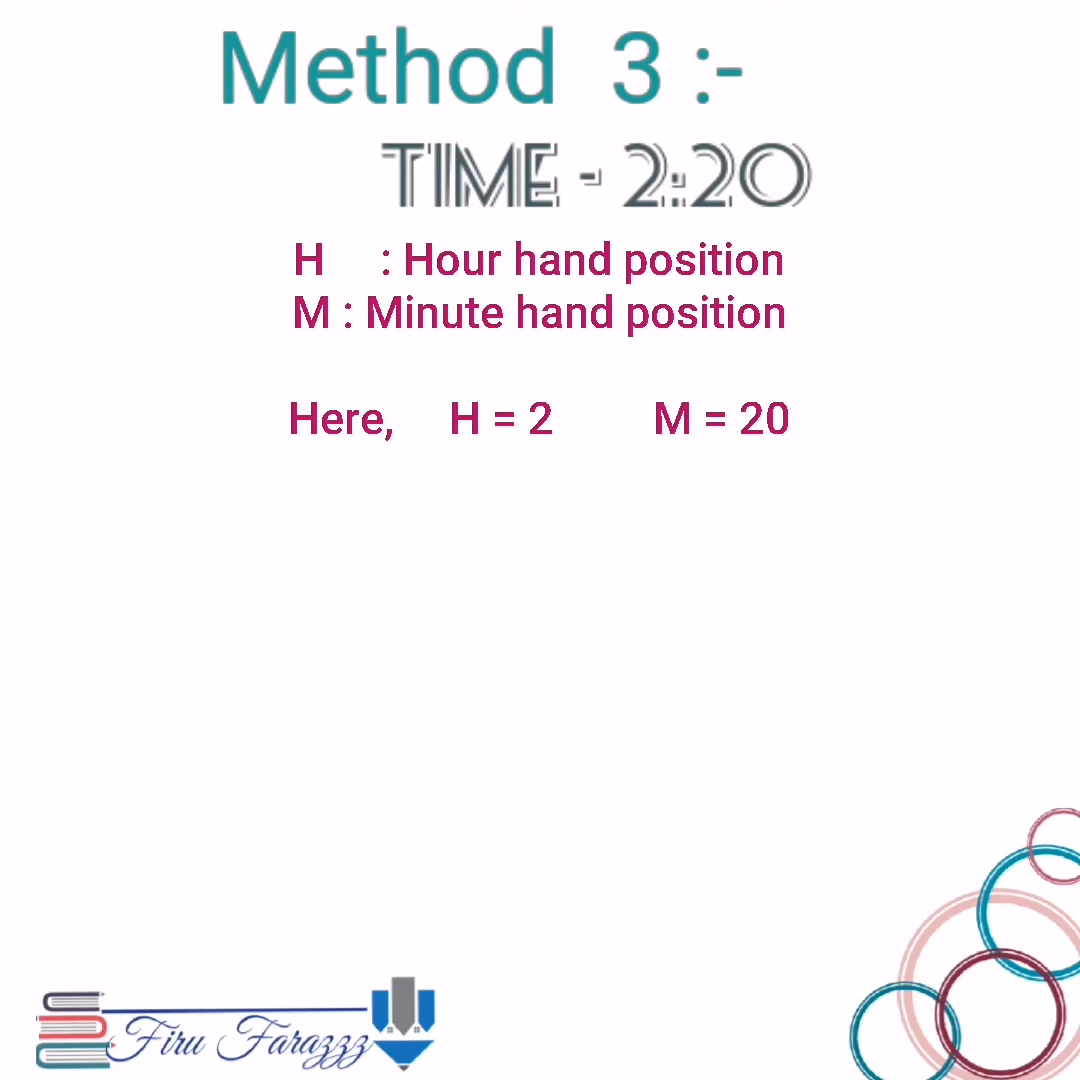 Method 3 :-
TIME - 2:20
H : Hour hand position
M : Minute hand position
Here, H = 2 M = 20
Firu Farazzz